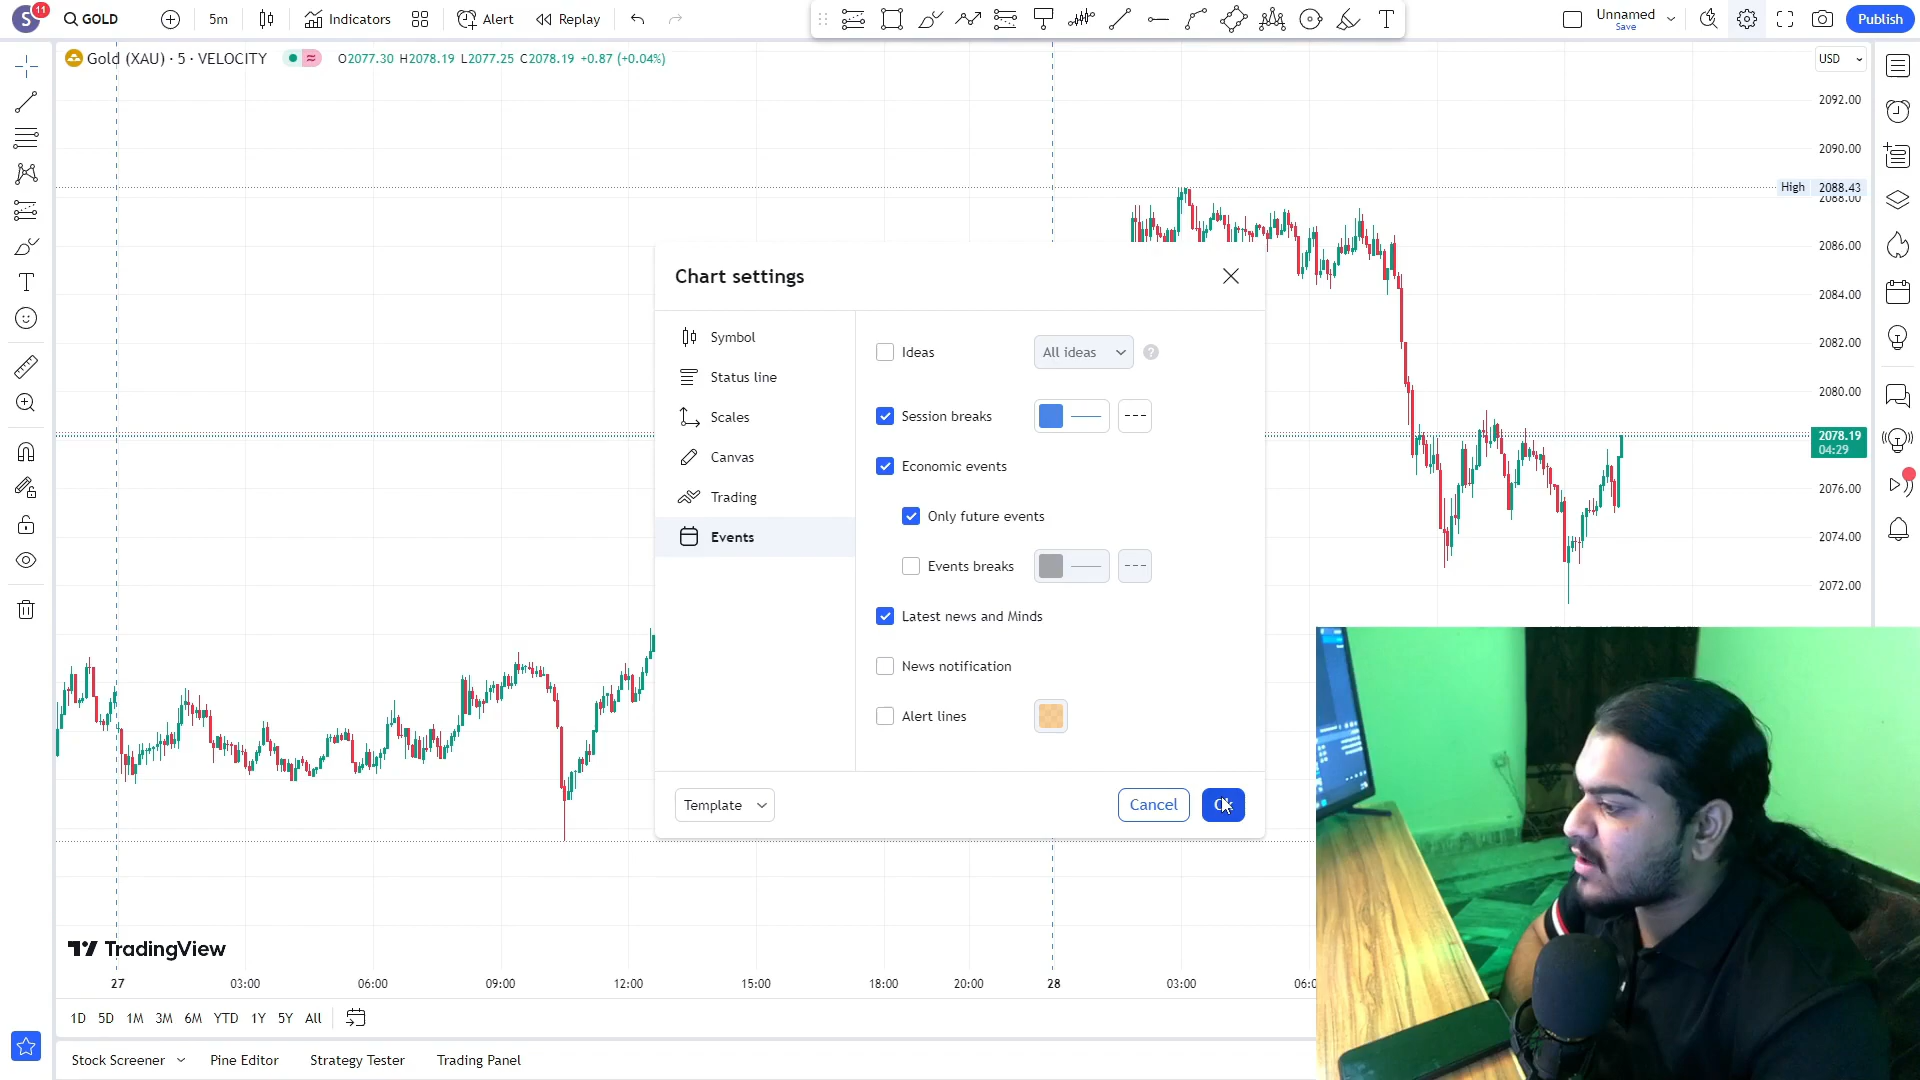 S 11 GOLD 5m Indicators Alert Replay Unnamed Save Publish
Gold (XAU) · 5 · VELOCITY O2077.30 H2078.19 L2077.25 C2078.19 +0.87 (+0.04%) USD
2092.00
2090.00
High 2088.43
2088.00
2086.00
2084.00
2082.00
2080.00
2078.19
04:29
2076.00
2074.00
2072.00
Chart settings
Symbol
Status line
Scales
Canvas
Trading
Events
Ideas All ideas ?
Session breaks
Economic events
Only future events
Events breaks
Latest news and Minds
News notification
Alert lines
Template Cancel Ok
TradingView
27 03:00 06:00 09:00 12:00 15:00 18:00 20:00 28 03:00
1D 5D 1M 3M 6M YTD 1Y 5Y All
Stock Screener Pine Editor Strategy Tester Trading Panel